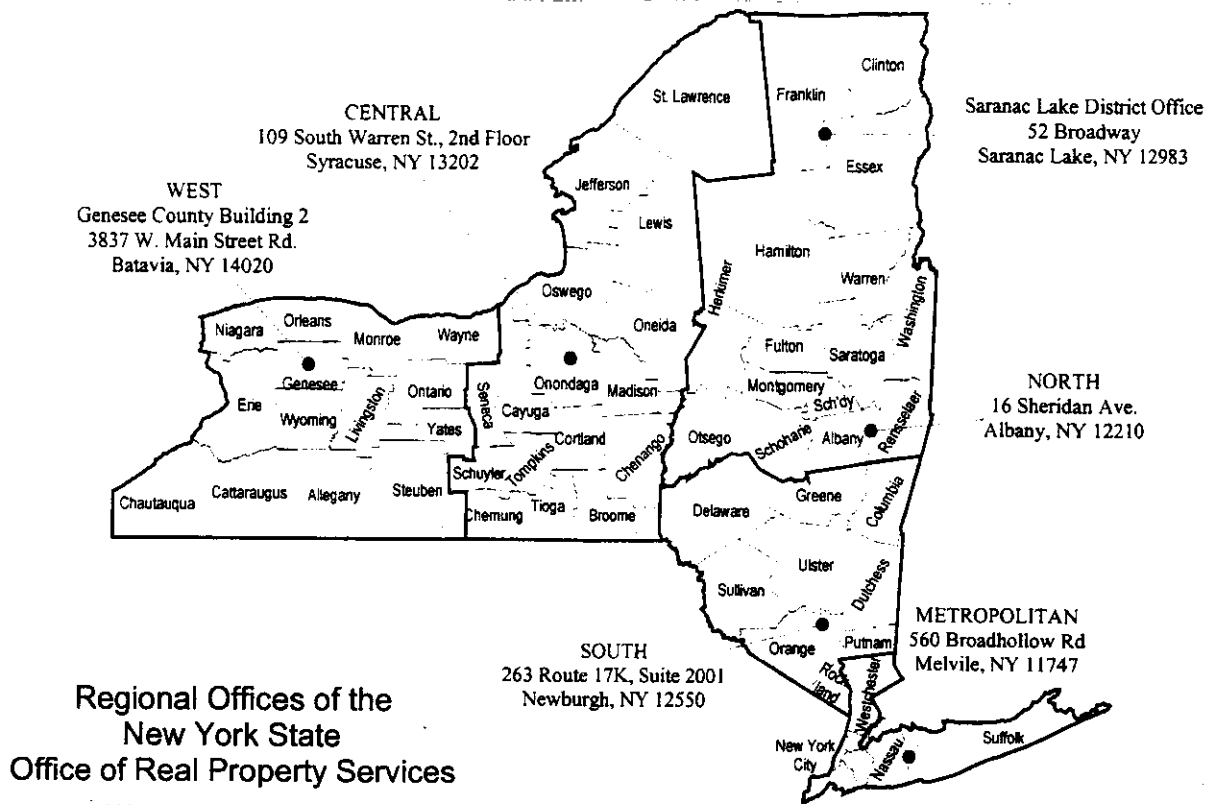 CENTRAL
109 South Warren St., 2nd Floor
Syracuse, NY 13202
WEST
Genesee County Building 2
3837 W. Main Street Rd.
Batavia, NY 14020
Saranac Lake District Office
52 Broadway
Saranac Lake, NY 12983
NORTH
16 Sheridan Ave.
Albany, NY 12210
METROPOLITAN
560 Broadhollow Rd
Melvile, NY 11747
SOUTH
263 Route 17K, Suite 2001
Newburgh, NY 12550
Clinton
Franklin
St. Lawrence
Essex
Jefferson
Lewis
Hamilton
Herkimer
Warren
Washington
Oswego
Oneida
Niagara
Orleans
Monroe
Wayne
Fulton
Saratoga
Genesee
Ontario
Seneca
Onondaga
Madison
Montgomery
Sch'dy
Erie
Wyoming
Livingston
Yates
Cayuga
Cortland
Chenango
Otsego
Schoharie
Albany
Rensselaer
Schuyler
Tompkins
Chautauqua
Cattaraugus
Allegany
Steuben
Chemung
Tioga
Broome
Delaware
Greene
Columbia
Ulster
Sullivan
Dutchess
Orange
Putnam
Rock
land
Westchester
New York
City
Nassau
Suffolk
Regional Offices of the
New York State
Office of Real Property Services